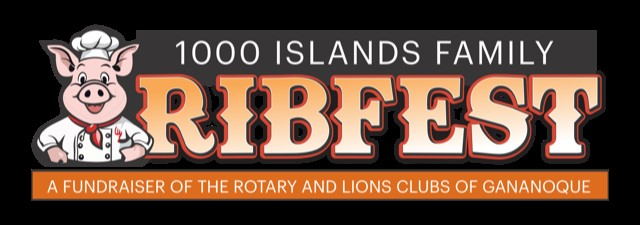 1000 ISLANDS FAMILY
RIBFEST
A FUNDRAISER OF THE ROTARY AND LIONS CLUBS OF GANANOQUE